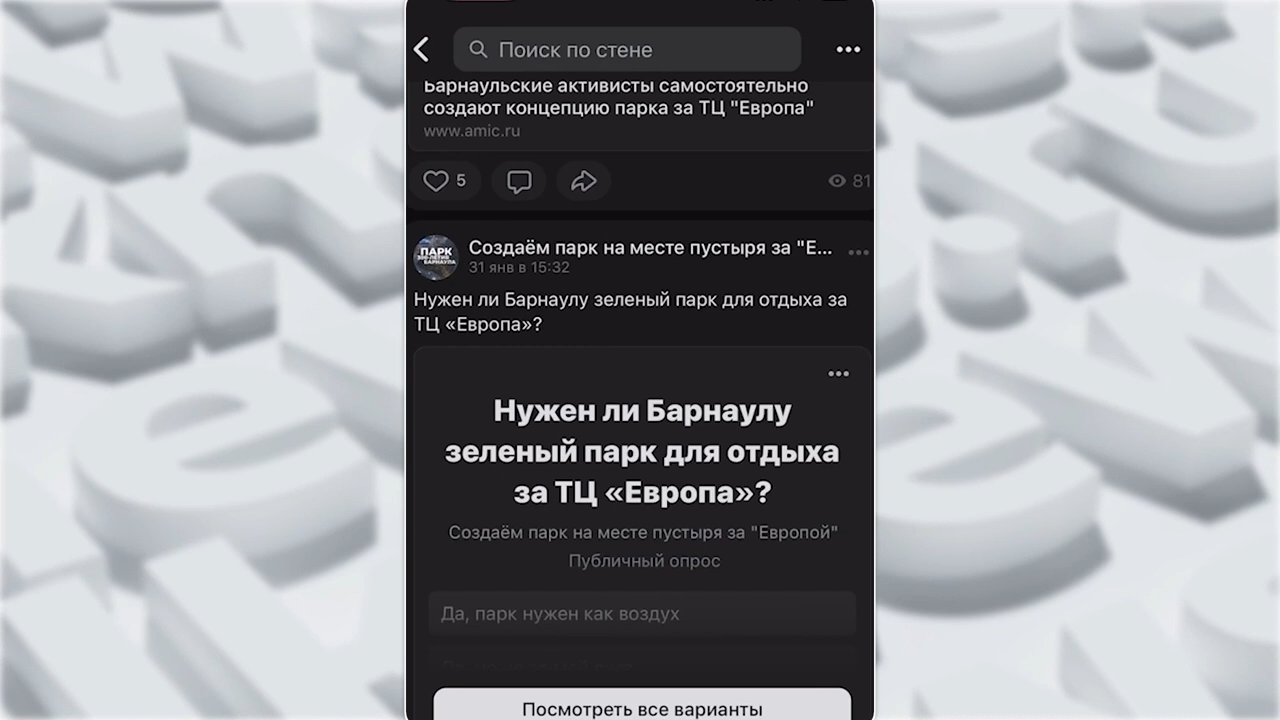 Поиск по стене
Барнаульские активисты самостоятельно
создают концепцию парка за ТЦ "Европа"
www.amic.ru
5
81
ПАРК
БАРНАУЛА
Создаём парк на месте пустыря за "Е...
31 янв в 15:32
Нужен ли Барнаулу зеленый парк для отдыха за
ТЦ «Европа»?
Нужен ли Барнаулу
зеленый парк для отдыха
за ТЦ «Европа»?
Создаём парк на месте пустыря за "Европой"
Публичный опрос
Да, парк нужен как воздух
Посмотреть все варианты